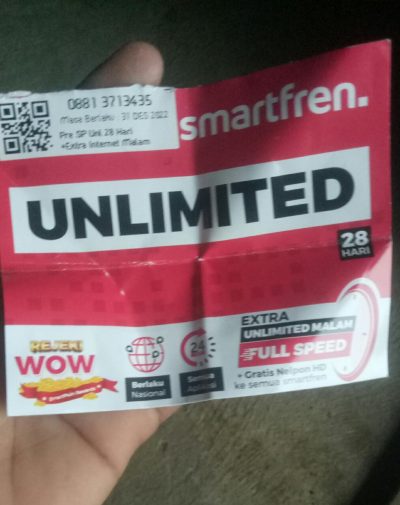 0881 3713435
Masa Berlaku : 31 DES 2022
Pre SP Unl 28 Hari
+Extra Internet Malam
smartfren.
UNLIMITED
28
HARI
REJEKI
WOW
Berlaku
Nasional
24
Semua
Aplikasi
EXTRA
UNLIMITED MALAM
FULL SPEED
+ Gratis Nelpon HD
ke semua smartfren